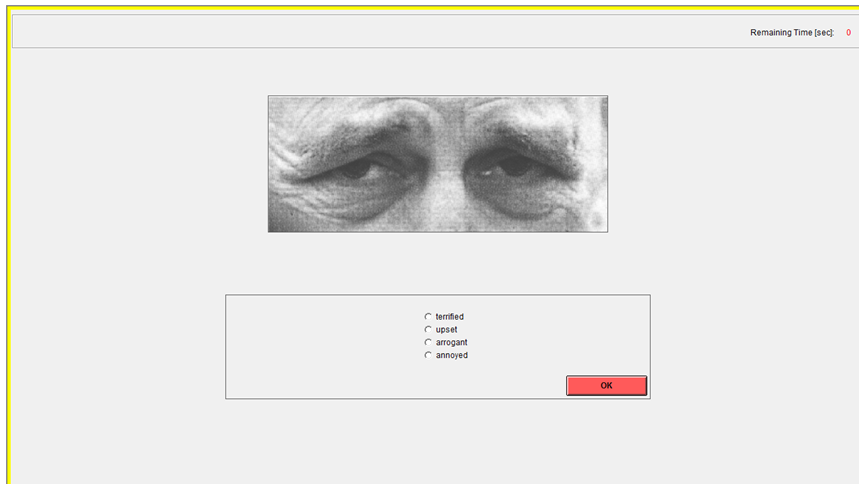 Remaining Time [sec]: 0
terrified
upset
arrogant
annoyed
OK